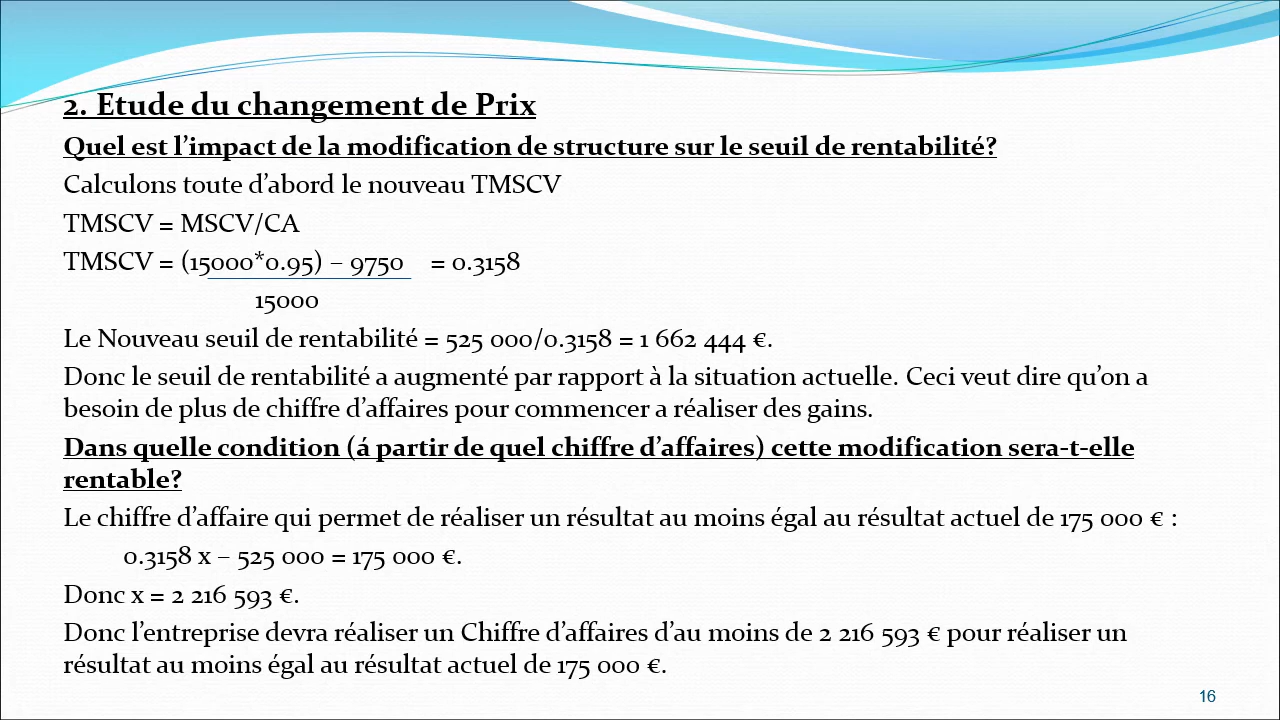 2. Etude du changement de Prix
Quel est l’impact de la modification de structure sur le seuil de rentabilité?
Calculons toute d’abord le nouveau TMSCV
TMSCV = MSCV/CA
TMSCV = (15000*0.95) – 9750 = 0.3158
15000
Le Nouveau seuil de rentabilité = 525 000/0.3158 = 1 662 444 €.
Donc le seuil de rentabilité a augmenté par rapport à la situation actuelle. Ceci veut dire qu’on a
besoin de plus de chiffre d’affaires pour commencer a réaliser des gains.
Dans quelle condition (á partir de quel chiffre d’affaires) cette modification sera-t-elle
rentable?
Le chiffre d’affaire qui permet de réaliser un résultat au moins égal au résultat actuel de 175 000 € :
0.3158 x – 525 000 = 175 000 €.
Donc x = 2 216 593 €.
Donc l’entreprise devra réaliser un Chiffre d’affaires d’au moins de 2 216 593 € pour réaliser un
résultat au moins égal au résultat actuel de 175 000 €.
16